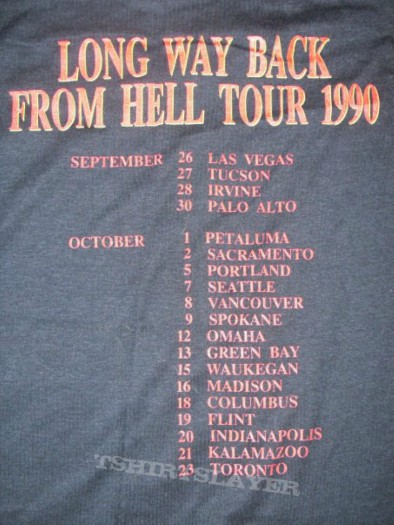 LONG WAY BACK
FROM HELL TOUR 1990
SEPTEMBER 26 LAS VEGAS
27 TUCSON
28 IRVINE
30 PALO ALTO
OCTOBER 1 PETALUMA
2 SACRAMENTO
5 PORTLAND
7 SEATTLE
8 VANCOUVER
9 SPOKANE
12 OMAHA
13 GREEN BAY
15 WAUKEGAN
16 MADISON
18 COLUMBUS
19 FLINT
20 INDIANAPOLIS
21 KALAMAZOO
23 TORONTO
TSHIRTSLAYER